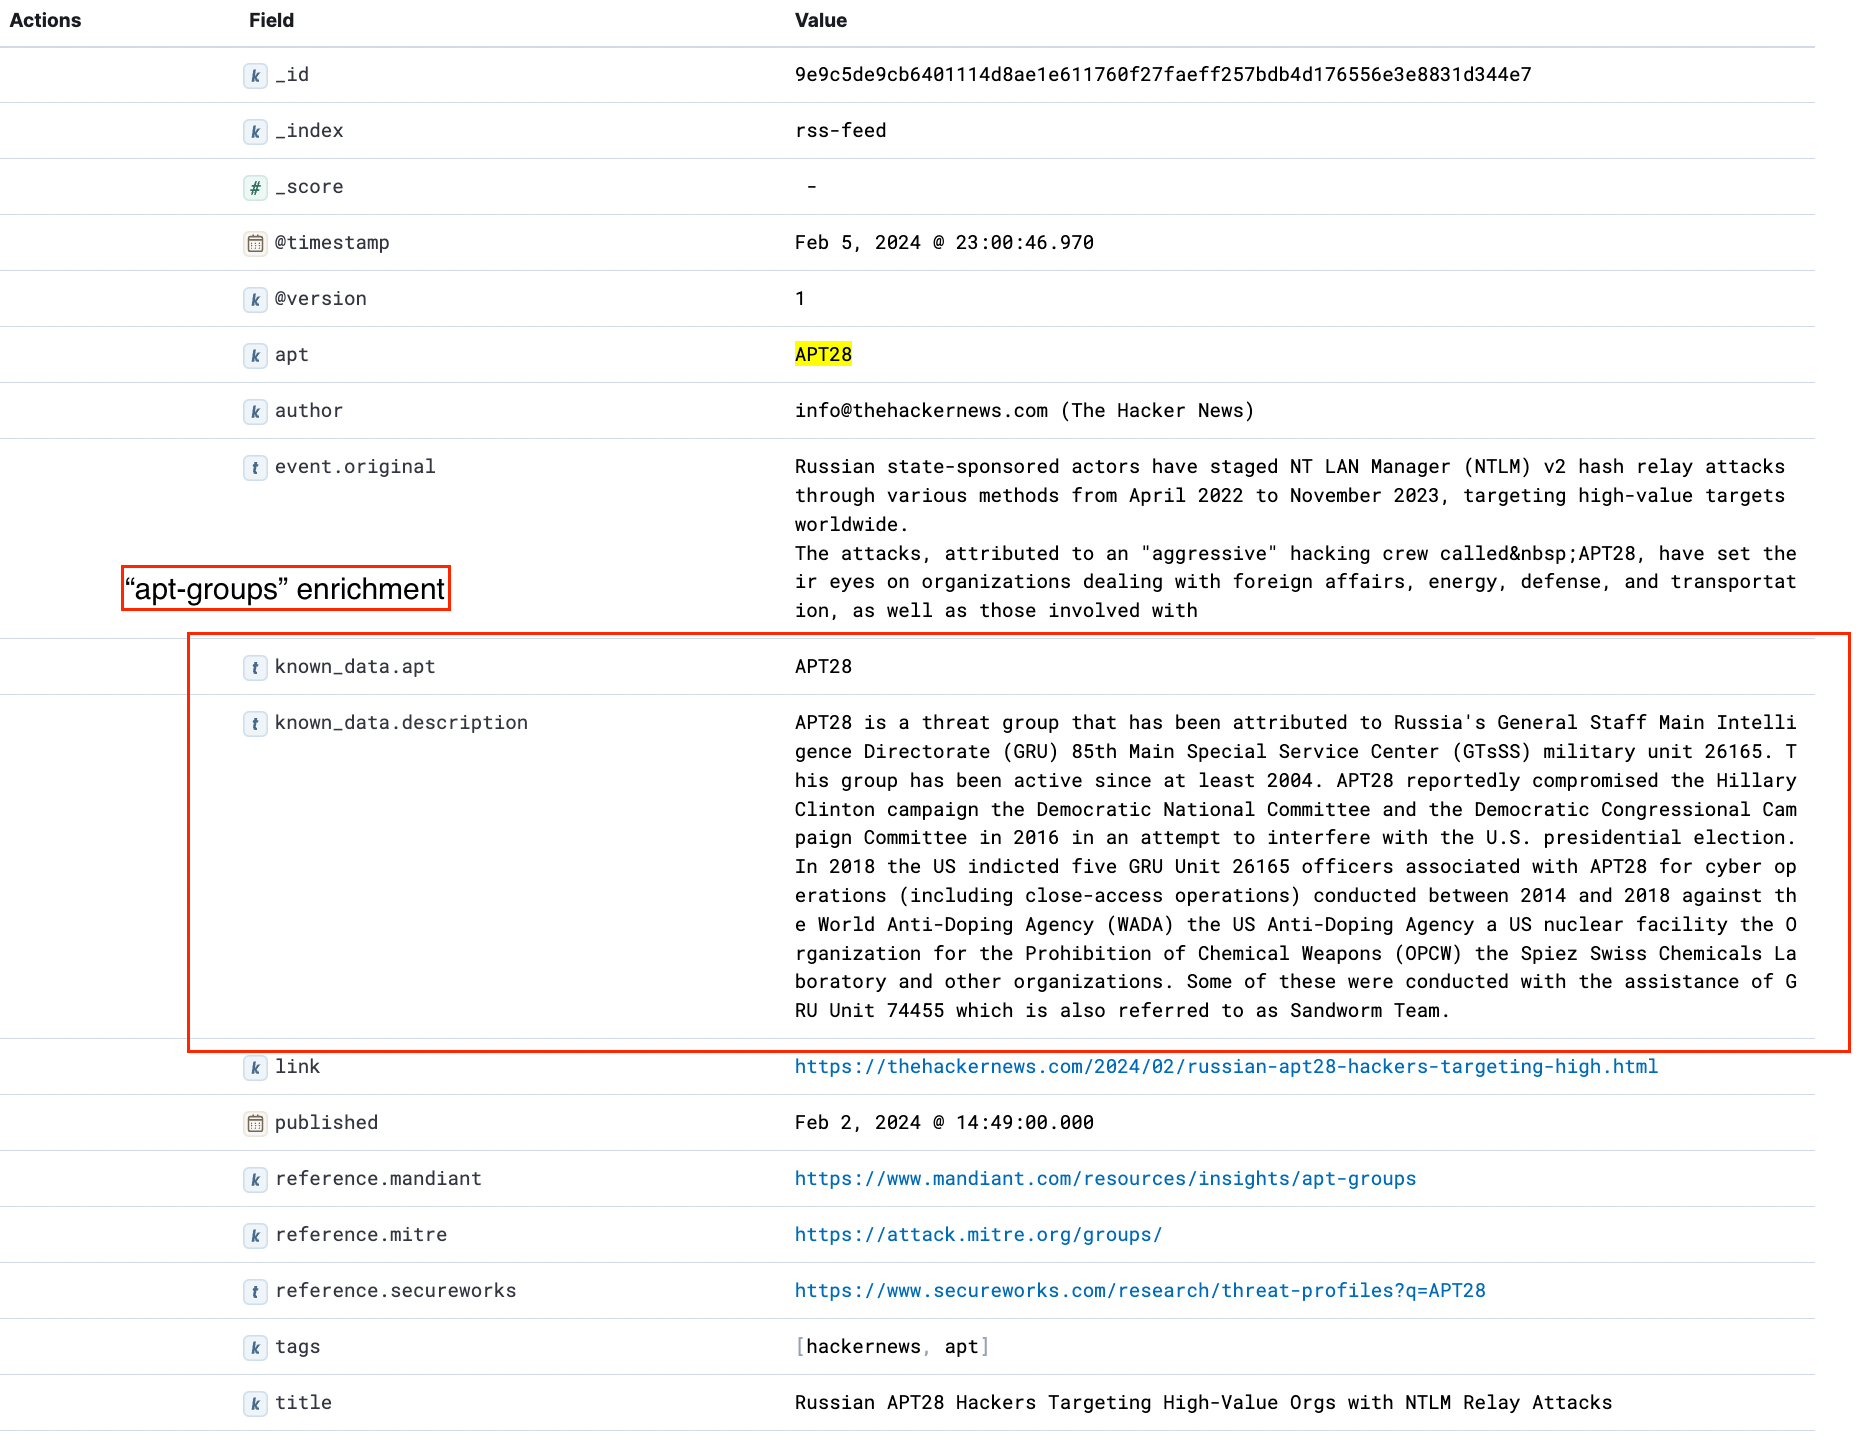 Actions Field Value
k _id 9e9c5de9cb6401114d8ae1e611760f27faeff257bdb4d176556e3e8831d344e7
k _index rss-feed
# _score -
@timestamp Feb 5, 2024 @ 23:00:46.970
k @version 1
k apt APT28
k author info@thehackernews.com (The Hacker News)
t event.original Russian state-sponsored actors have staged NT LAN Manager (NTLM) v2 hash relay attacks
through various methods from April 2022 to November 2023, targeting high-value targets
worldwide.
The attacks, attributed to an "aggressive" hacking crew called&nbsp;APT28, have set the
ir eyes on organizations dealing with foreign affairs, energy, defense, and transportat
ion, as well as those involved with
“apt-groups” enrichment
t known_data.apt APT28
t known_data.description APT28 is a threat group that has been attributed to Russia's General Staff Main Intelli
gence Directorate (GRU) 85th Main Special Service Center (GTsSS) military unit 26165. T
his group has been active since at least 2004. APT28 reportedly compromised the Hillary
Clinton campaign the Democratic National Committee and the Democratic Congressional Cam
paign Committee in 2016 in an attempt to interfere with the U.S. presidential election.
In 2018 the US indicted five GRU Unit 26165 officers associated with APT28 for cyber op
erations (including close-access operations) conducted between 2014 and 2018 against th
e World Anti-Doping Agency (WADA) the US Anti-Doping Agency a US nuclear facility the O
rganization for the Prohibition of Chemical Weapons (OPCW) the Spiez Swiss Chemicals La
boratory and other organizations. Some of these were conducted with the assistance of G
RU Unit 74455 which is also referred to as Sandworm Team.
k link https://thehackernews.com/2024/02/russian-apt28-hackers-targeting-high.html
published Feb 2, 2024 @ 14:49:00.000
k reference.mandiant https://www.mandiant.com/resources/insights/apt-groups
k reference.mitre https://attack.mitre.org/groups/
t reference.secureworks https://www.secureworks.com/research/threat-profiles?q=APT28
k tags [hackernews, apt]
k title Russian APT28 Hackers Targeting High-Value Orgs with NTLM Relay Attacks